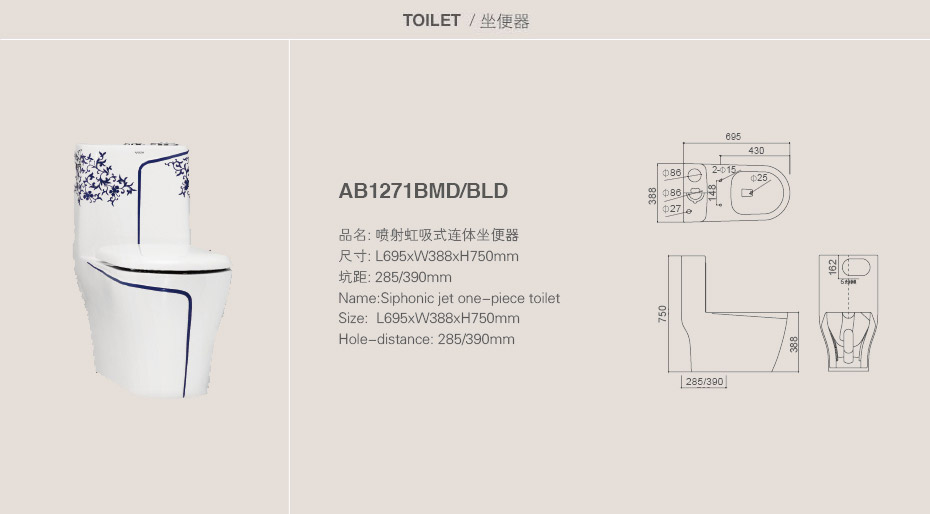 TOILET / 坐便器
AB1271BMD/BLD
品名: 喷射虹吸式连体坐便器
尺寸: L695xW388xH750mm
坑距: 285/390mm
Name:Siphonic jet one-piece toilet
Size: L695xW388xH750mm
Hole-distance: 285/390mm
695
430
Φ86
2-Φ15
Φ25
Φ86
148
Φ27
388
162
750
388
285/390